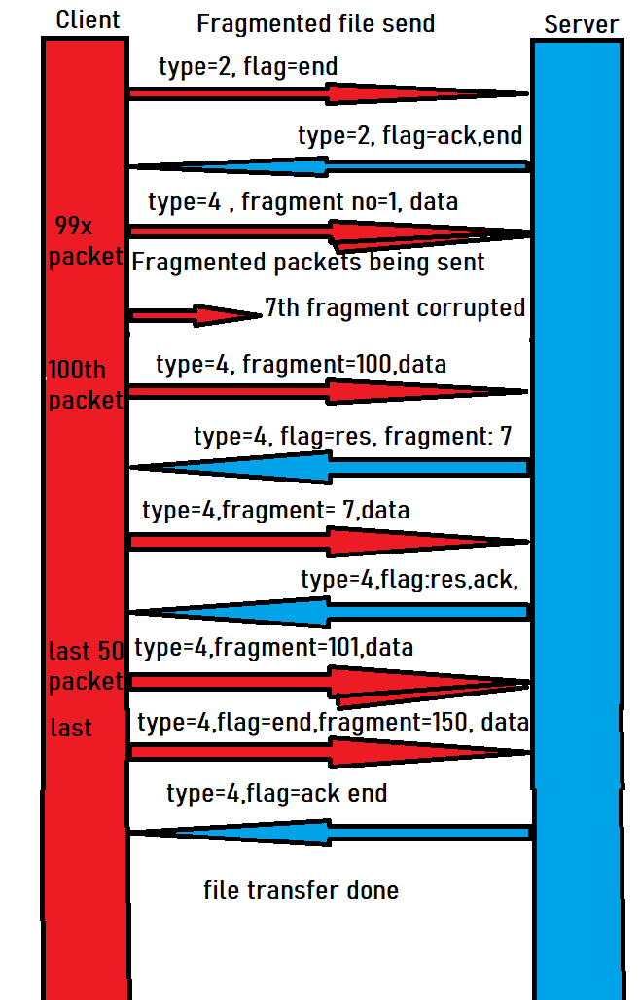 Client
Fragmented file send
Server
type=2, flag=end
type=2, flag=ack,end
type=4 , fragment no=1, data
99x
packet
Fragmented packets being sent
7th fragment corrupted
type=4, fragment=100,data
100th
packet
type=4, flag=res, fragment: 7
type=4,fragment= 7,data
type=4,flag:res,ack,
last 50
packet
type=4,fragment=101,data
last
type=4,flag=end,fragment=150, data
type=4,flag=ack end
file transfer done